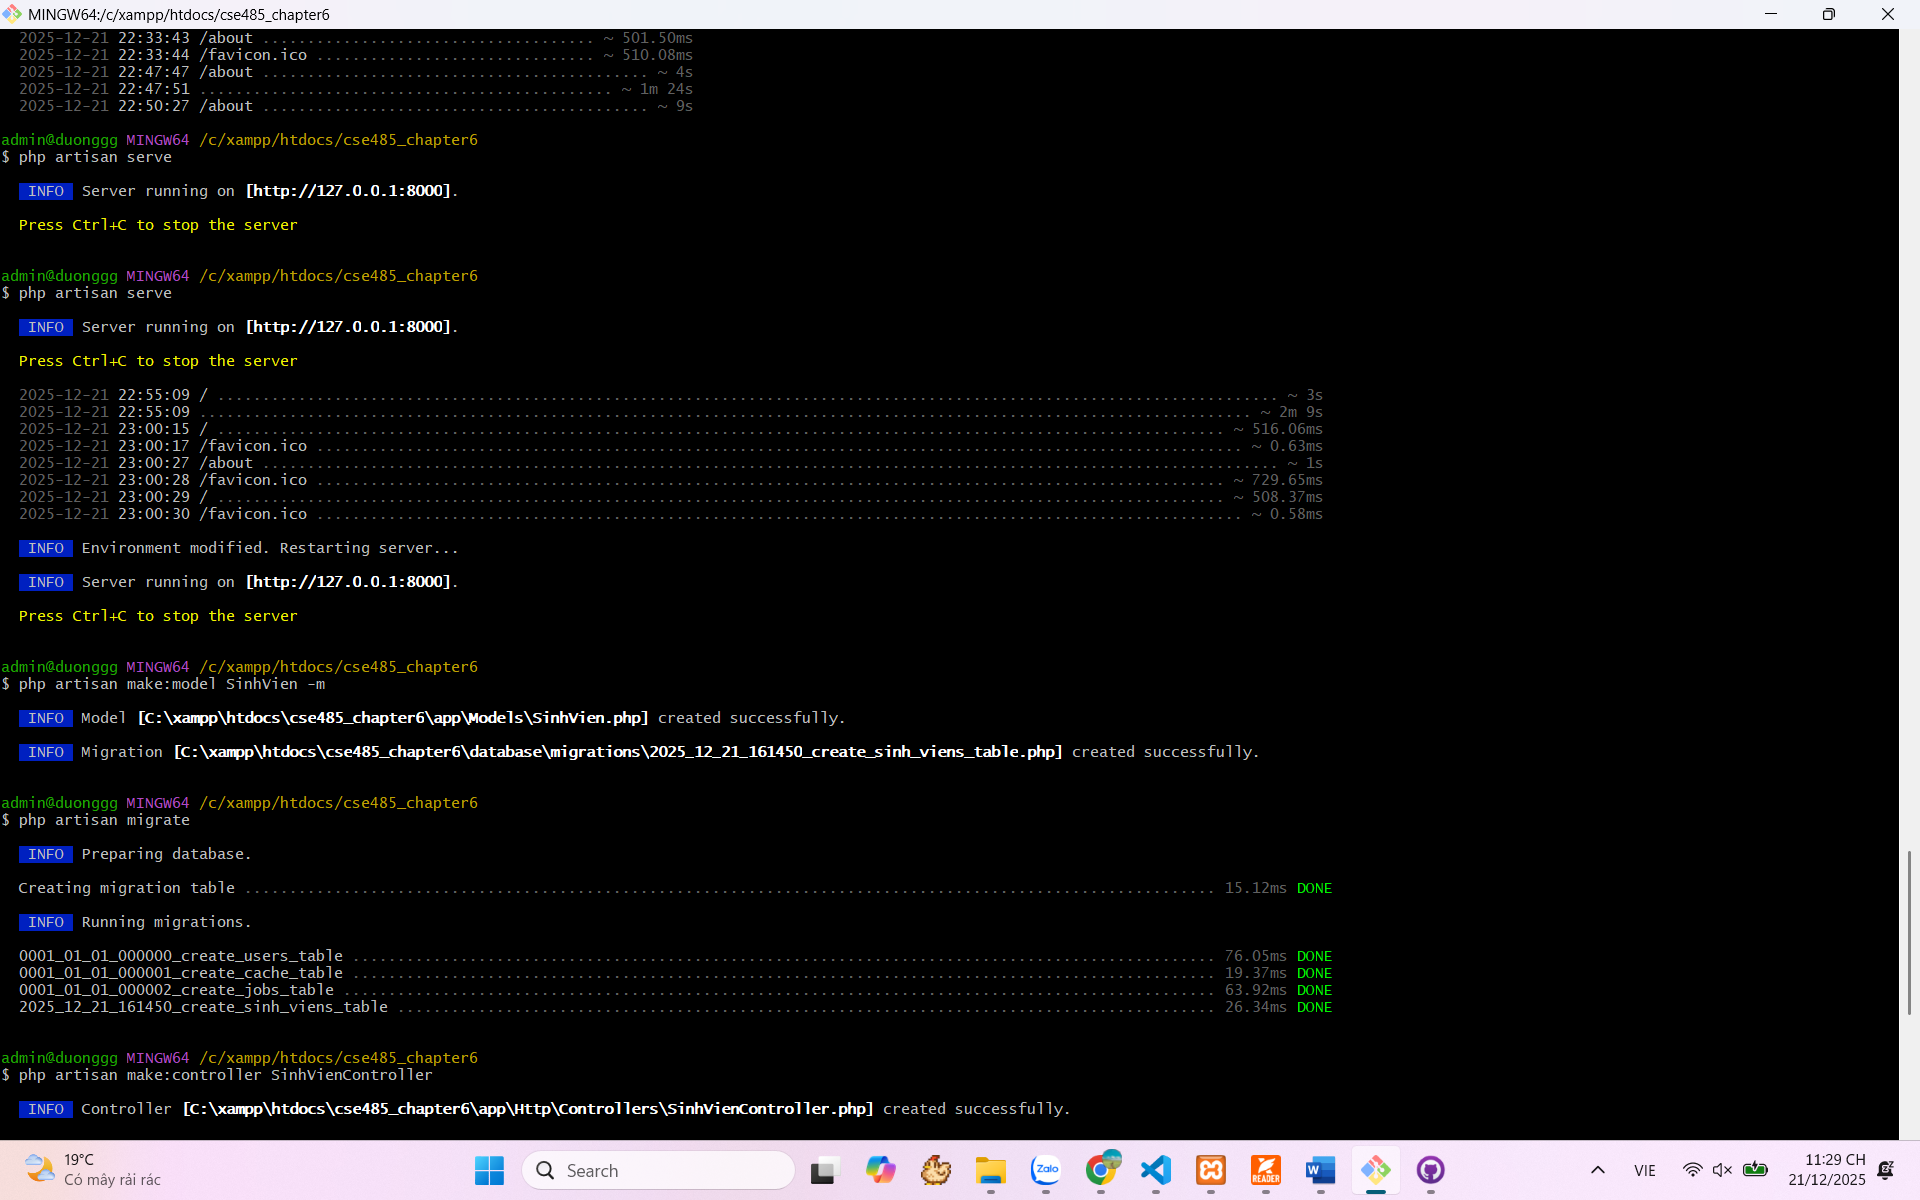 MINGW64:/c/xampp/htdocs/cse485_chapter6
2025-12-21 22:33:43 /about ..................................... ~ 501.50ms
2025-12-21 22:33:44 /favicon.ico ............................... ~ 510.08ms
2025-12-21 22:47:47 /about ........................................... ~ 4s
2025-12-21 22:47:51 .............................................. ~ 1m 24s
2025-12-21 22:50:27 /about ........................................... ~ 9s
admin@duonggg MINGW64 /c/xampp/htdocs/cse485_chapter6
$ php artisan serve
INFO Server running on [http://127.0.0.1:8000].
Press Ctrl+C to stop the server
admin@duonggg MINGW64 /c/xampp/htdocs/cse485_chapter6
$ php artisan serve
INFO Server running on [http://127.0.0.1:8000].
Press Ctrl+C to stop the server
2025-12-21 22:55:09 / ...................................................................................................................... ~ 3s
2025-12-21 22:55:09 ..................................................................................................................... ~ 2m 9s
2025-12-21 23:00:15 / ................................................................................................................ ~ 516.06ms
2025-12-21 23:00:17 /favicon.ico ....................................................................................................... ~ 0.63ms
2025-12-21 23:00:27 /about ................................................................................................................. ~ 1s
2025-12-21 23:00:28 /favicon.ico ..................................................................................................... ~ 729.65ms
2025-12-21 23:00:29 / ................................................................................................................ ~ 508.37ms
2025-12-21 23:00:30 /favicon.ico ....................................................................................................... ~ 0.58ms
INFO Environment modified. Restarting server...
INFO Server running on [http://127.0.0.1:8000].
Press Ctrl+C to stop the server
admin@duonggg MINGW64 /c/xampp/htdocs/cse485_chapter6
$ php artisan make:model SinhVien -m
INFO Model [C:\xampp\htdocs\cse485_chapter6\app\Models\SinhVien.php] created successfully.
INFO Migration [C:\xampp\htdocs\cse485_chapter6\database\migrations\2025_12_21_161450_create_sinh_viens_table.php] created successfully.
admin@duonggg MINGW64 /c/xampp/htdocs/cse485_chapter6
$ php artisan migrate
INFO Preparing database.
Creating migration table ............................................................................................................ 15.12ms DONE
INFO Running migrations.
0001_01_01_000000_create_users_table ................................................................................................ 76.05ms DONE
0001_01_01_000001_create_cache_table ................................................................................................ 19.37ms DONE
0001_01_01_000002_create_jobs_table ................................................................................................. 63.92ms DONE
2025_12_21_161450_create_sinh_viens_table ........................................................................................... 26.34ms DONE
admin@duonggg MINGW64 /c/xampp/htdocs/cse485_chapter6
$ php artisan make:controller SinhVienController
INFO Controller [C:\xampp\htdocs\cse485_chapter6\app\Http\Controllers\SinhVienController.php] created successfully.
19°C
Có mây rải rác
Search
Zalo
READER
VIE
11:29 CH
21/12/2025